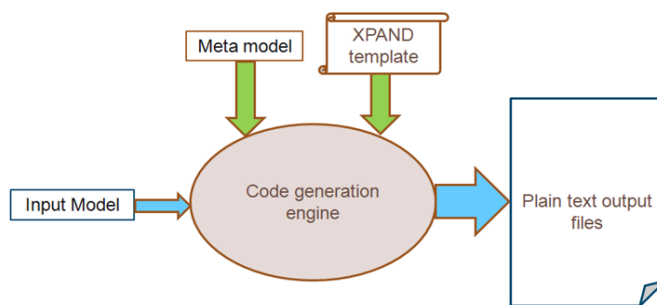 Meta model
XPAND
template
Input Model
Code generation
engine
Plain text output
files